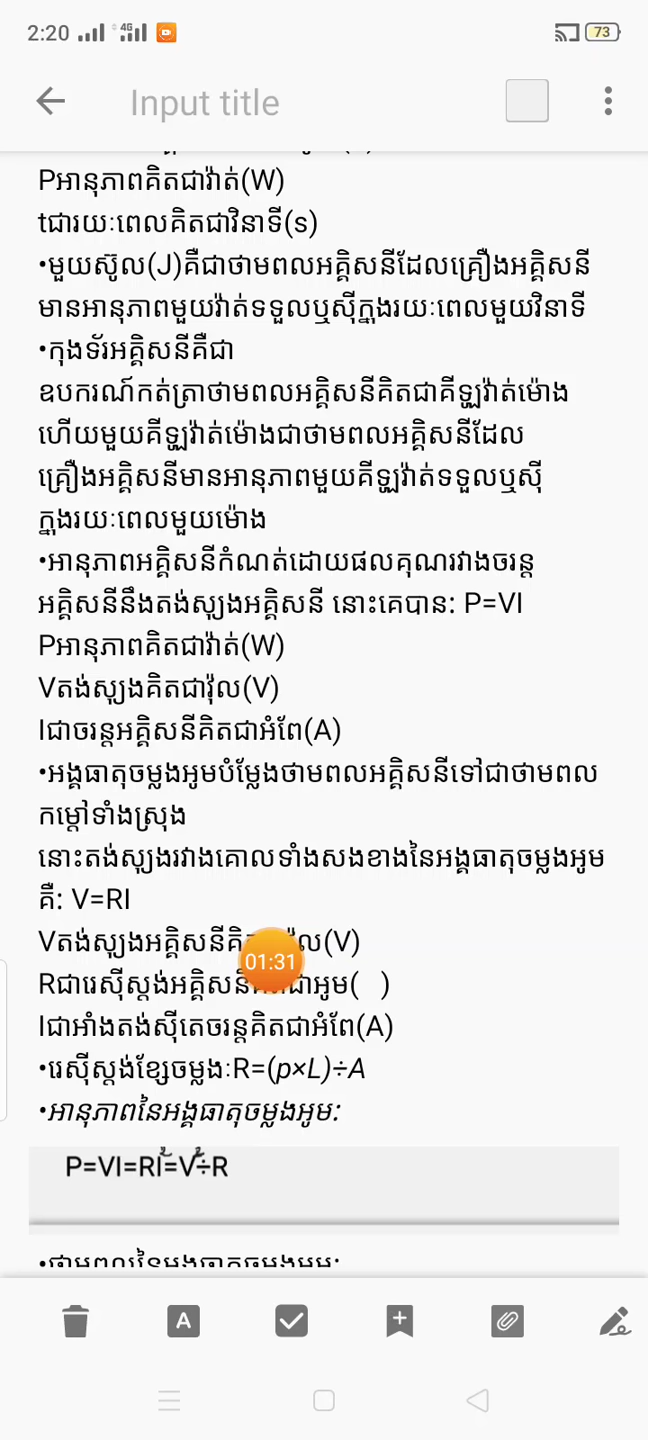 2:20 4G 73
Input title
Pអានុភាពគិតជាវ៉ាត់(W)
tជារយៈពេលគិតជាវិនាទី(s)
•មួយស៊ូល(J)គឺជាថាមពលអគ្គិសនីដែលគ្រឿងអគ្គិសនី
មានអានុភាពមួយវ៉ាត់ទទួលឬស៊ីក្នុងរយៈពេលមួយវិនាទី
•កុងទ័រអគ្គិសនីគឺជា
ឧបករណ៍កត់ត្រាថាមពលអគ្គិសនីគិតជាគីឡូវ៉ាត់ម៉ោង
ហើយមួយគីឡូវ៉ាត់ម៉ោងជាថាមពលអគ្គិសនីដែល
គ្រឿងអគ្គិសនីមានអានុភាពមួយគីឡូវ៉ាត់ទទួលឬស៊ី
ក្នុងរយៈពេលមួយម៉ោង
•អានុភាពអគ្គិសនីកំណត់ដោយផលគុណរវាងចរន្ត
អគ្គិសនីនឹងតង់ស្យុងអគ្គិសនី នោះគេបាន: P=VI
Pអានុភាពគិតជាវ៉ាត់(W)
Vតង់ស្យុងគិតជាវ៉ុល(V)
Iជាចរន្តអគ្គិសនីគិតជាអំពែ(A)
•អង្គធាតុចម្លងអូមបំម្លែងថាមពលអគ្គិសនីទៅជាថាមពល
កម្ដៅទាំងស្រុង
នោះតង់ស្យុងរវាងគោលទាំងសងខាងនៃអង្គធាតុចម្លងអូម
គឺ: V=RI
Vតង់ស្យុងអគ្គិសនី (V)
01:31
Rជារេស៊ីស្តង់អគ្គិសនី ជាអូម( )
Iជាអាំងតង់ស៊ីតេចរន្តគិតជាអំពែ(A)
•រេស៊ីស្តង់ខ្សែចម្លងៈR=(p×L)÷A
•អានុភាពនៃអង្គធាតុចម្លងអូម:
P=VI=RI²=V²÷R